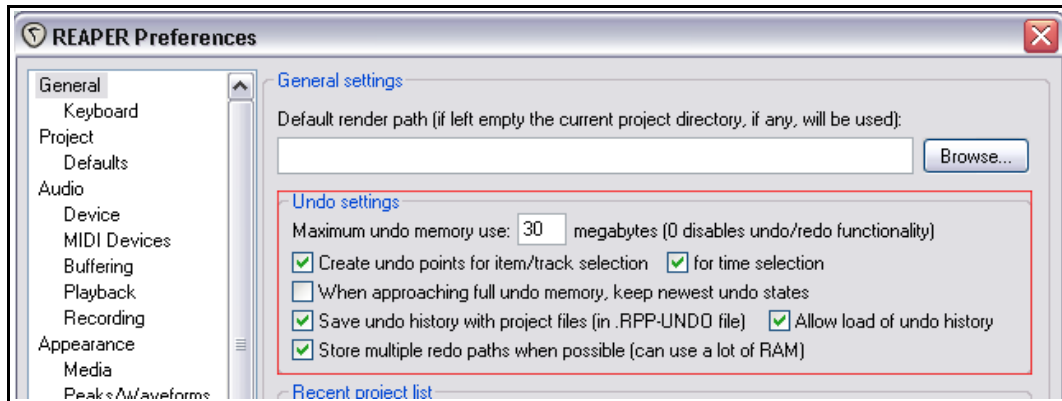 REAPER Preferences
General
Keyboard
Project
Defaults
Audio
Device
MIDI Devices
Buffering
Playback
Recording
Appearance
Media
Peaks/Waveforms
General settings
Default render path (if left empty the current project directory, if any, will be used):
Browse...
Undo settings
Maximum undo memory use: 30 megabytes (0 disables undo/redo functionality)
Create undo points for item/track selection for time selection
When approaching full undo memory, keep newest undo states
Save undo history with project files (in .RPP-UNDO file) Allow load of undo history
Store multiple redo paths when possible (can use a lot of RAM)
Recent project list